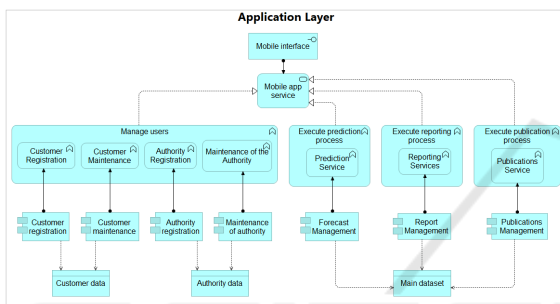 Application Layer
Mobile interface
Mobile app
service
Manage users
Customer
Registration
Customer
Maintenance
Authority
Registration
Maintenance of the
Authority
Execute prediction
process
Prediction
Service
Execute reporting
process
Reporting
Services
Execute publication
process
Publications
Service
Customer
registration
Customer
maintenance
Authority
registration
Maintenance
of authority
Forecast
Management
Report
Management
Publications
Management
Customer data
Authority data
Main dataset